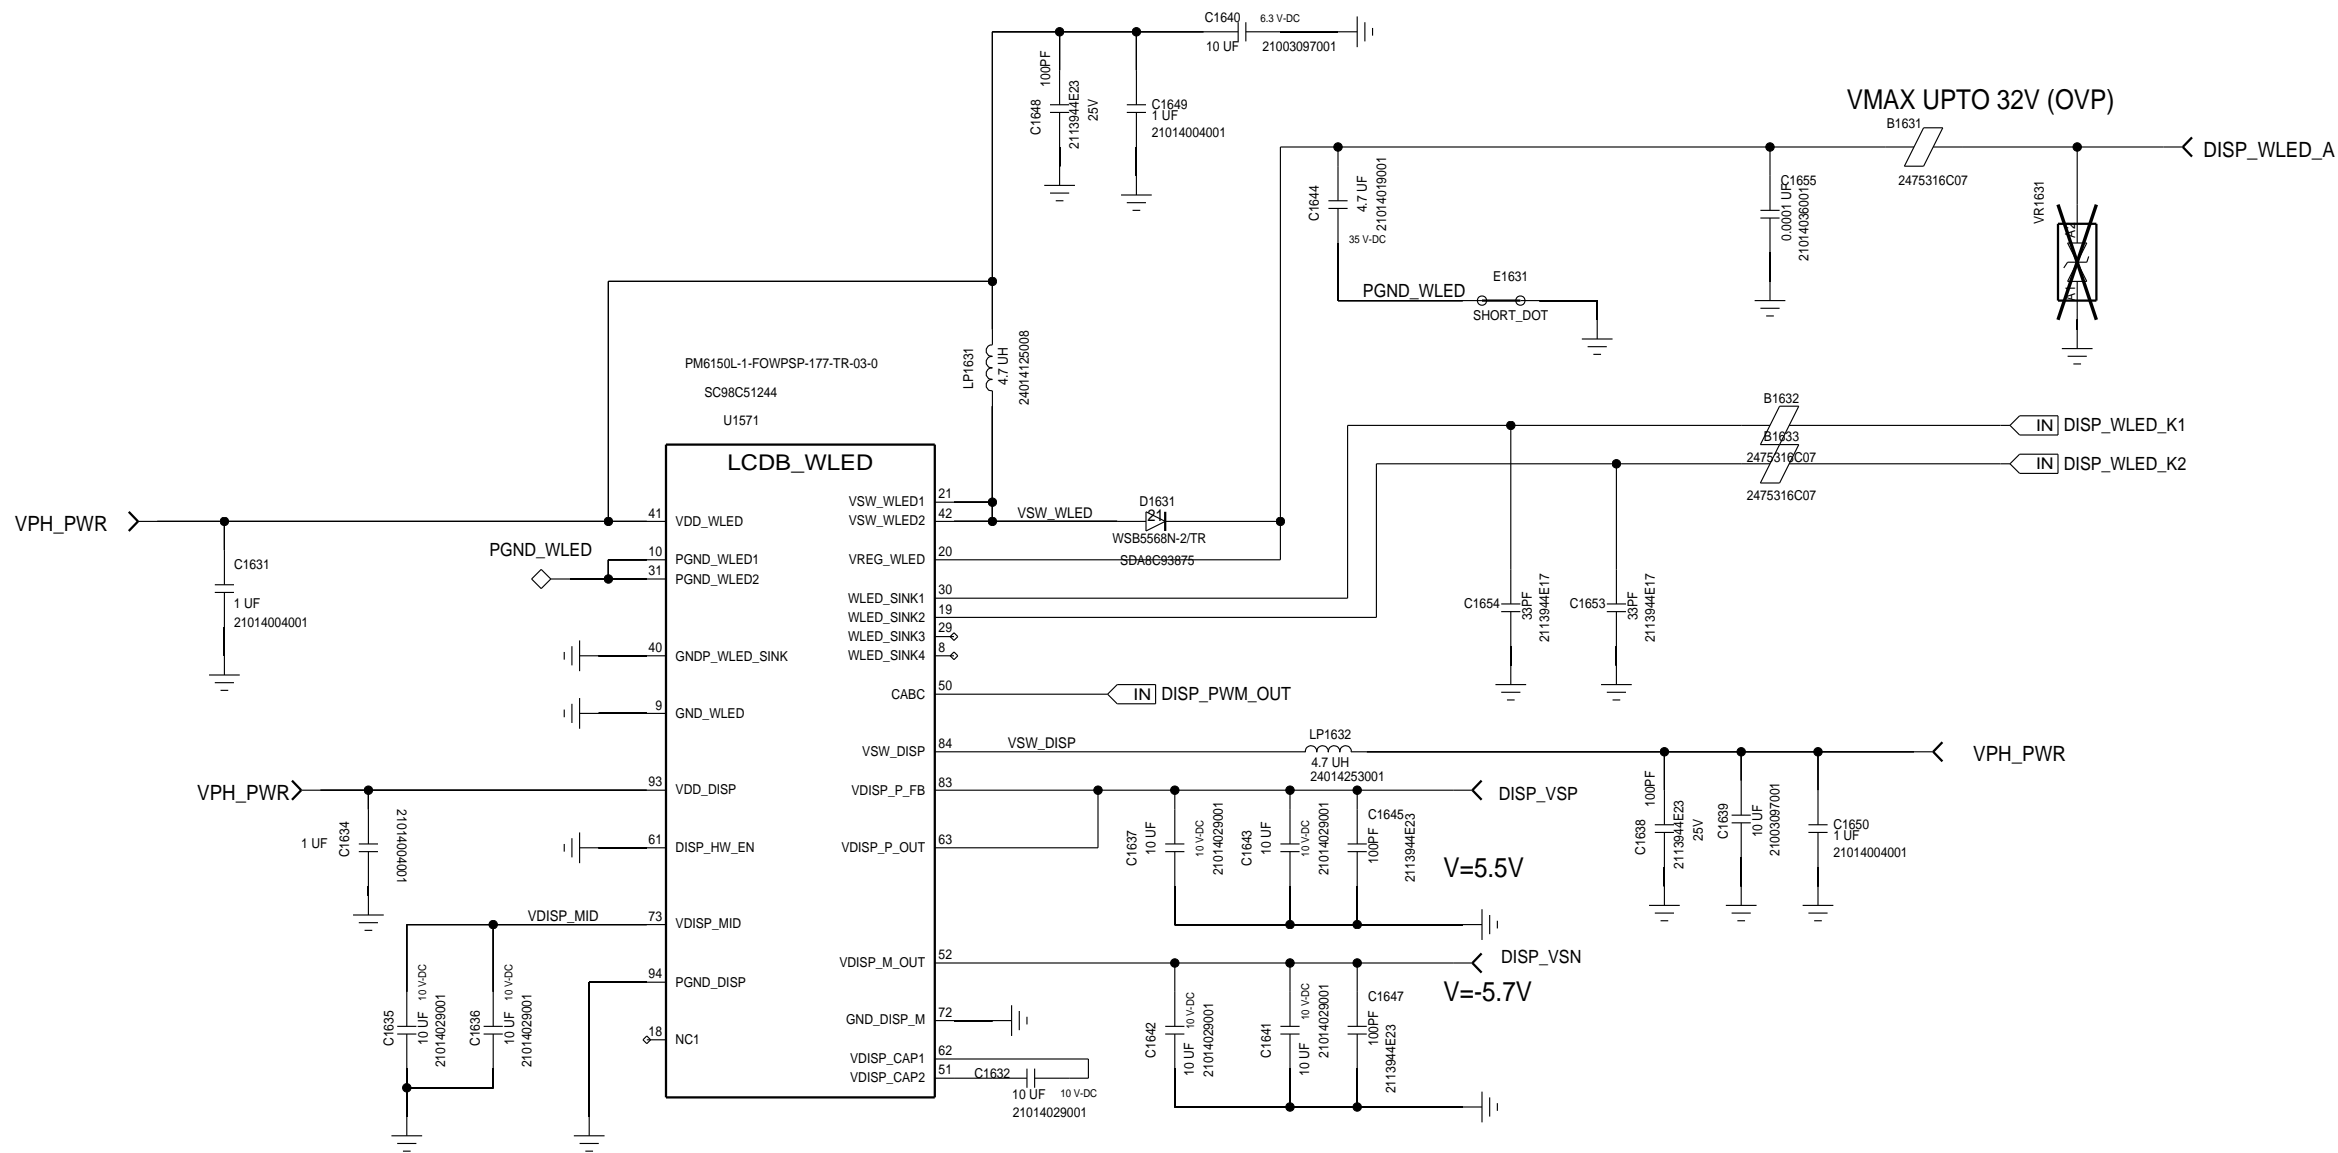 C1640
6.3 V-DC
10 UF
21003097001
100PF
C1648
2113944E23
25V
C1649
1 UF
21014004001
VMAX UPTO 32V (OVP)
B1631
2475316C07
DISP_WLED_A
C1644
4.7 UF
21014019001
35 V-DC
C1655
0.0001 UF
21014036001
VR1631
A2
A1
PGND_WLED
E1631
SHORT_DOT
LP1631
4.7 UH
24014125008
PM6150L-1-FOWPSP-177-TR-03-0
SC98C51244
U1571
LCDB_WLED
B1632
2475316C07
IN DISP_WLED_K1
B1633
2475316C07
IN DISP_WLED_K2
VPH_PWR
C1631
1 UF
21014004001
41 VDD_WLED
PGND_WLED
10 PGND_WLED1
31 PGND_WLED2
40 GNDP_WLED_SINK
9 GND_WLED
VPH_PWR
93 VDD_DISP
1 UF
C1634
21014004001
61 DISP_HW_EN
VDISP_MID
73 VDISP_MID
94 PGND_DISP
18 NC1
C1635
10 UF
10 V-DC
21014029001
C1636
10 UF
10 V-DC
21014029001
VSW_WLED1 21
VSW_WLED2 42
VSW_WLED
D1631
21
WSB5568N-2/TR
SDA8C93875
VREG_WLED 20
WLED_SINK1 30
WLED_SINK2 19
WLED_SINK3 29
WLED_SINK4 8
C1654
33PF
2113944E17
C1653
33PF
2113944E17
CABC 50
IN DISP_PWM_OUT
VSW_DISP 84
VSW_DISP
LP1632
4.7 UH
24014253001
VPH_PWR
VDISP_P_FB 83
DISP_VSP
VDISP_P_OUT 63
C1637
10 UF
10 V-DC
21014029001
C1643
10 UF
10 V-DC
21014029001
C1645
100PF
2113944E23
V=5.5V
C1638
100PF
2113944E23
25V
C1639
10 UF
21003097001
C1650
1 UF
21014004001
VDISP_M_OUT 52
DISP_VSN
V=-5.7V
C1642
10 UF
10 V-DC
21014029001
C1641
10 UF
10 V-DC
21014029001
C1647
100PF
2113944E23
GND_DISP_M 72
VDISP_CAP1 62
VDISP_CAP2 51
C1632
10 UF
10 V-DC
21014029001